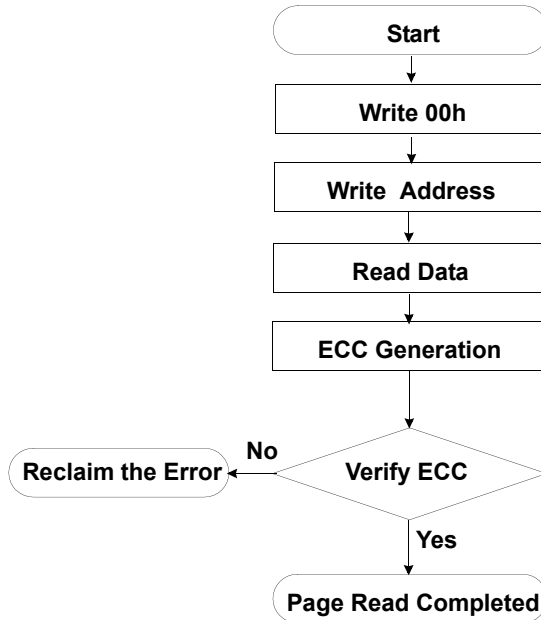 Start
Write 00h
Write Address
Read Data
ECC Generation
No
Reclaim the Error
Verify ECC
Yes
Page Read Completed